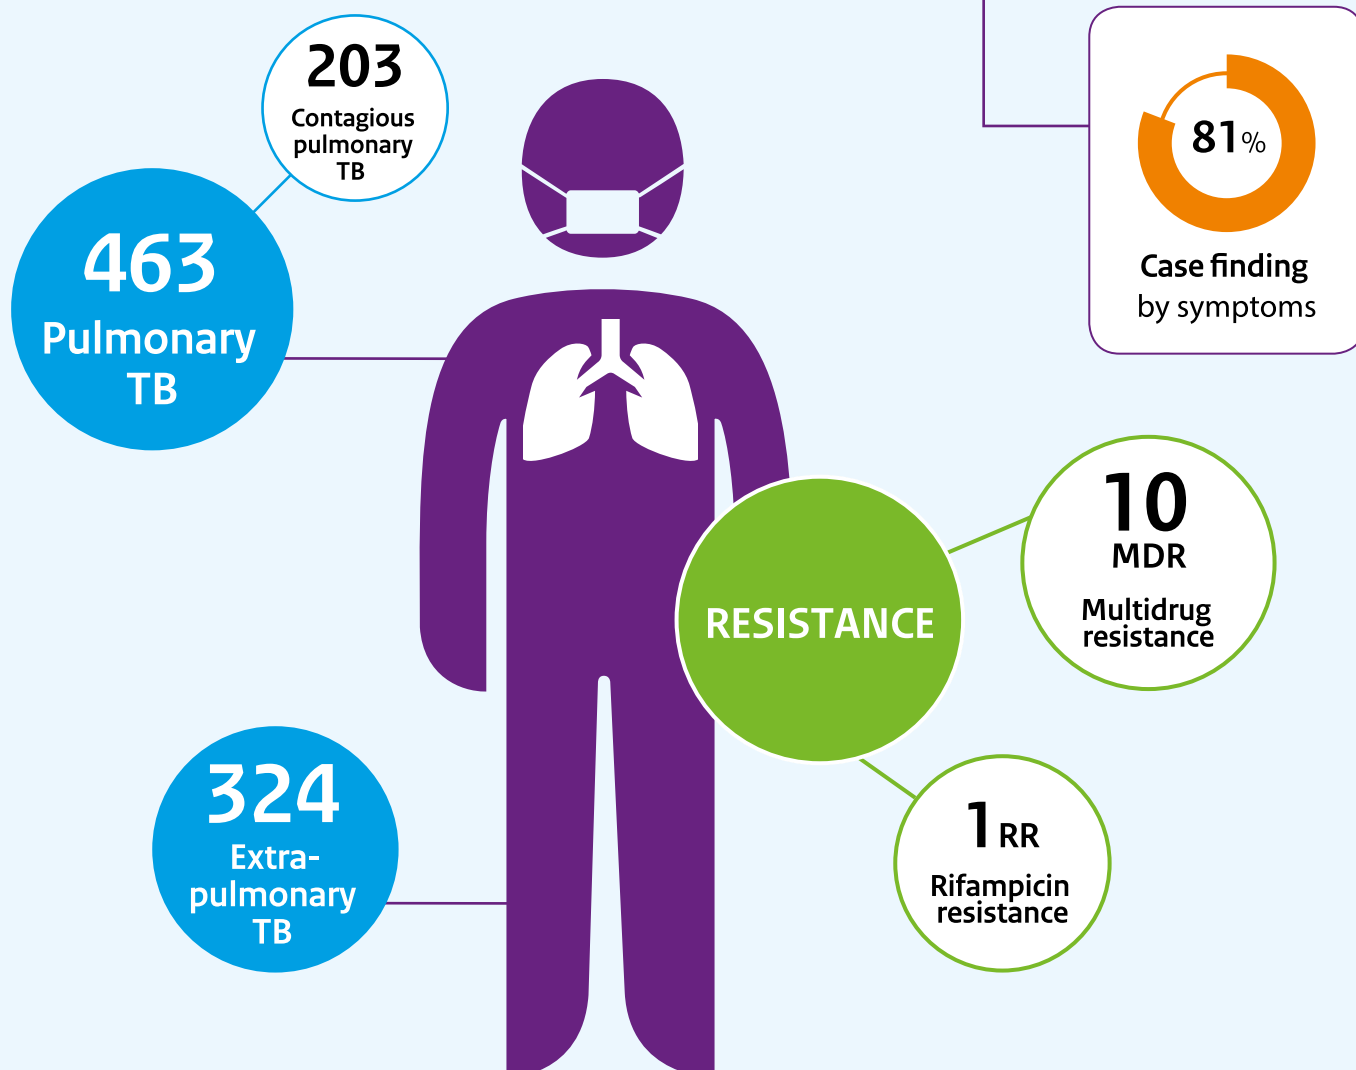 203
Contagious
pulmonary
TB
463
Pulmonary
TB
81%
Case finding
by symptoms
10
MDR
Multidrug
resistance
RESISTANCE
324
Extra-
pulmonary
TB
1 RR
Rifampicin
resistance